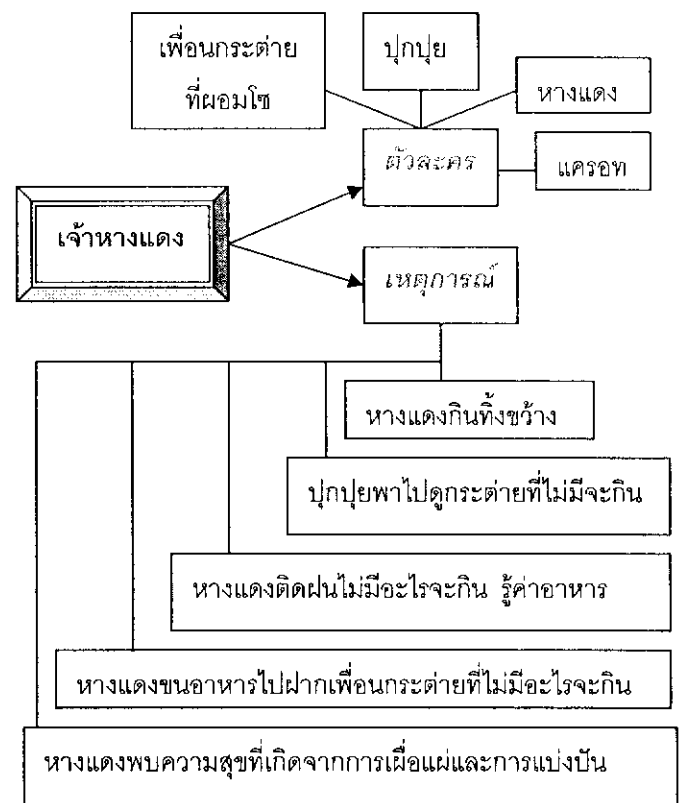 เพื่อนกระต่าย
ที่ผอมโซ
ปุกปุย
หางแดง
ตัวละคร
แครอท
เจ้าหางแดง
เหตุการณ์
หางแดงกินทิ้งขว้าง
ปุกปุยพาไปดูกระต่ายที่ไม่มีจะกิน
หางแดงติดฝนไม่มีอะไรจะกิน รู้ค่าอาหาร
หางแดงขนอาหารไปฝากเพื่อนกระต่ายที่ไม่มีอะไรจะกิน
หางแดงพบความสุขที่เกิดจากการเผื่อแผ่และการแบ่งปัน